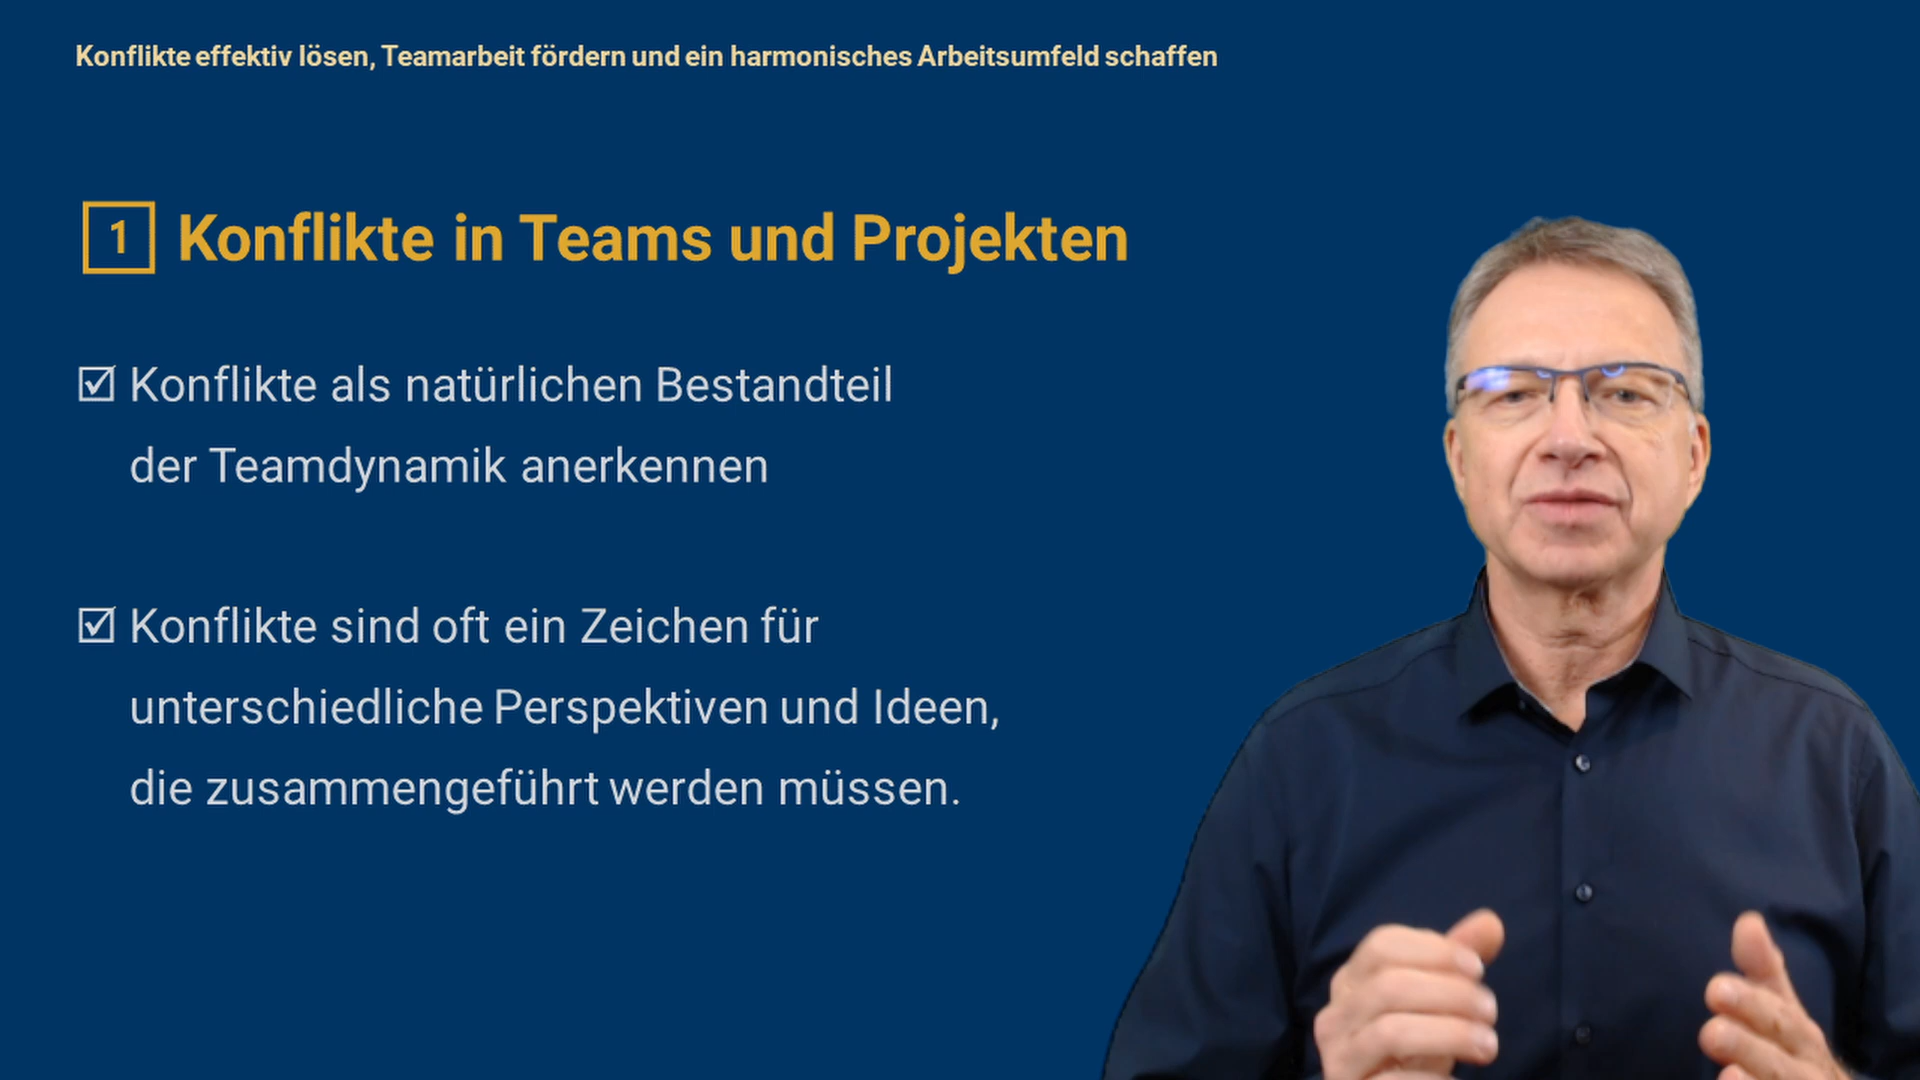 Konflikte effektiv lösen, Teamarbeit fördern und ein harmonisches Arbeitsumfeld schaffen
1 Konflikte in Teams und Projekten
☑ Konflikte als natürlichen Bestandteil
der Teamdynamik anerkennen
☑ Konflikte sind oft ein Zeichen für
unterschiedliche Perspektiven und Ideen,
die zusammengeführt werden müssen.